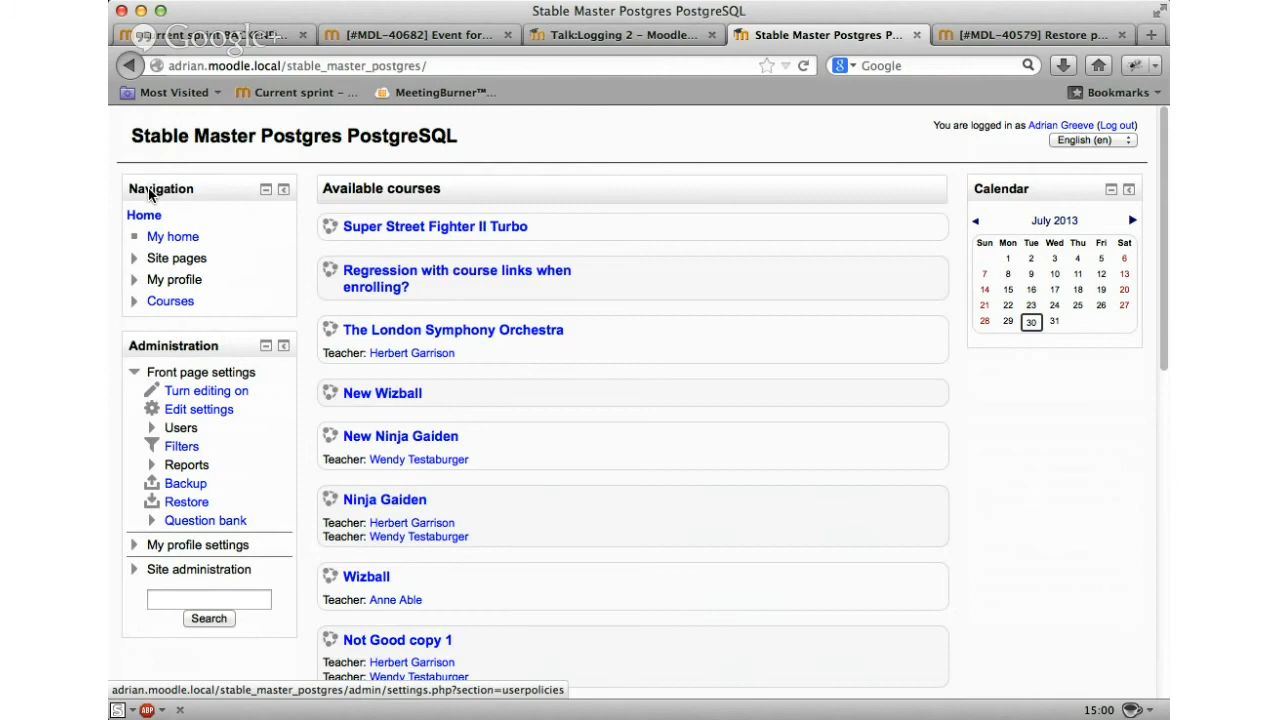 Stable Master Postgres PostgreSQL
[#MDL-40682] Event for...
TalkcLogging 2 – Moodle...
Stable Master Postgres P...
[#MDL-40579] Restore p...
Google+
adrian.moodle.local/stable_master_postgres/
Google
Most Visited
Current sprint – ...
MeetingBurner™...
Bookmarks
Stable Master Postgres PostgreSQL
You are logged in as Adrian Greeve (Log out)
English (en)
Navigation
Home
My home
Site pages
My profile
Courses
Administration
Front page settings
Turn editing on
Edit settings
Users
Filters
Reports
Backup
Restore
Question bank
My profile settings
Site administration
Search
Available courses
Super Street Fighter II Turbo
Regression with course links when
enrolling?
The London Symphony Orchestra
Teacher: Herbert Garrison
New Wizball
New Ninja Gaiden
Teacher: Wendy Testaburger
Ninja Gaiden
Teacher: Herbert Garrison
Teacher: Wendy Testaburger
Wizball
Teacher: Anne Able
Not Good copy 1
Teacher: Herbert Garrison
Teacher: Wendy Testaburger
Calendar
July 2013
Sun Mon Tue Wed Thu Fri Sat
1 2 3 4 5 6
7 8 9 10 11 12 13
14 15 16 17 18 19 20
21 22 23 24 25 26 27
28 29 30 31
adrian.moodle.local/stable_master_postgres/admin/settings.php?section=userpolicies
S
ABP
15:00